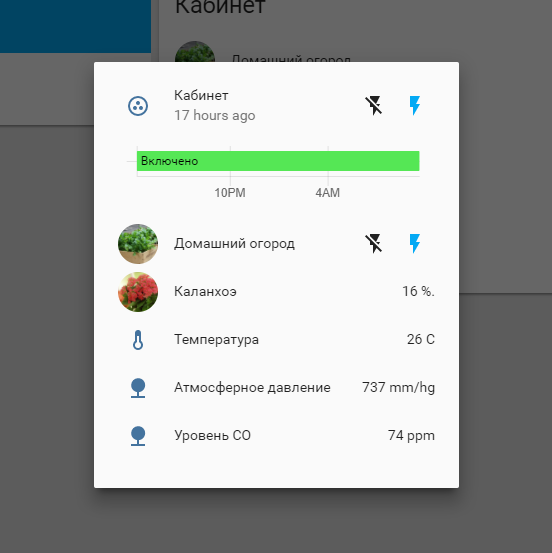 Кабинет
Домашний огород
Кабинет
17 hours ago
Включено
10PM 4AM
Домашний огород
Каланхоэ 16 %.
Температура 26 C
Атмосферное давление 737 mm/hg
Уровень CO 74 ppm